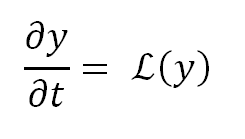 ∂y/∂t = ℒ(y)